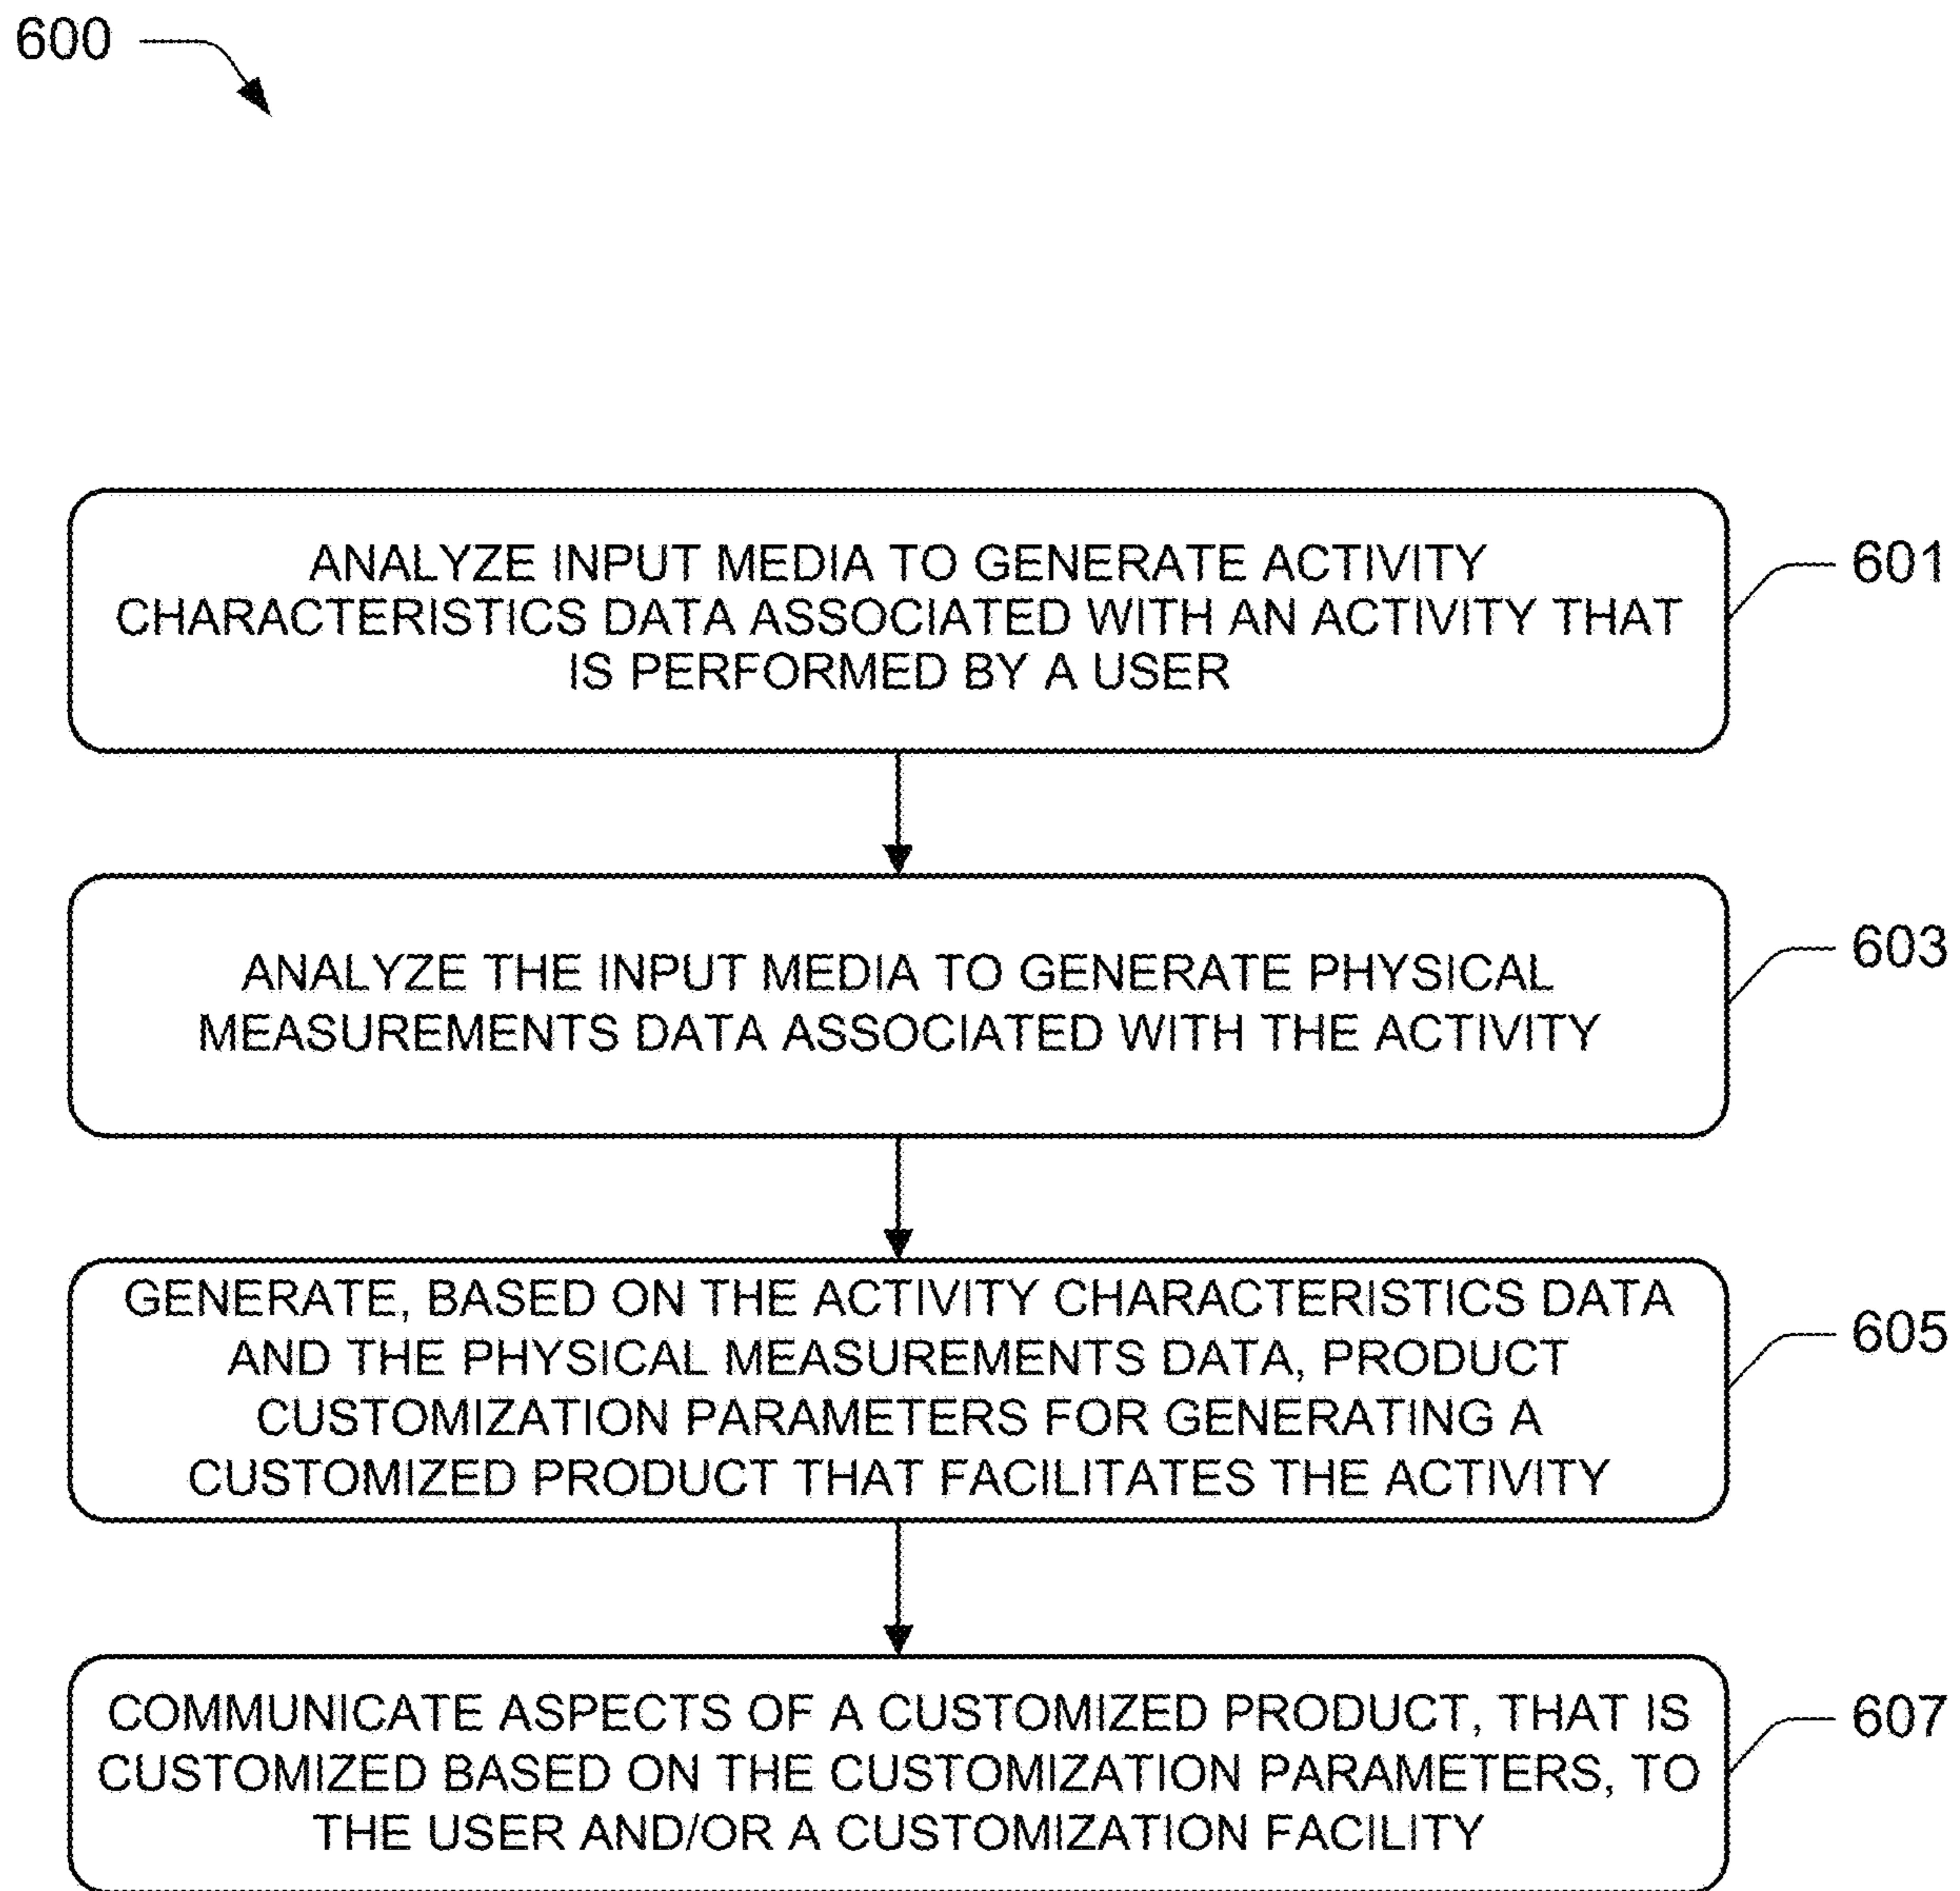 600
ANALYZE INPUT MEDIA TO GENERATE ACTIVITY
CHARACTERISTICS DATA ASSOCIATED WITH AN ACTIVITY THAT
IS PERFORMED BY A USER
601
ANALYZE THE INPUT MEDIA TO GENERATE PHYSICAL
MEASUREMENTS DATA ASSOCIATED WITH THE ACTIVITY
603
GENERATE, BASED ON THE ACTIVITY CHARACTERISTICS DATA
AND THE PHYSICAL MEASUREMENTS DATA, PRODUCT
CUSTOMIZATION PARAMETERS FOR GENERATING A
CUSTOMIZED PRODUCT THAT FACILITATES THE ACTIVITY
605
COMMUNICATE ASPECTS OF A CUSTOMIZED PRODUCT, THAT IS
CUSTOMIZED BASED ON THE CUSTOMIZATION PARAMETERS, TO
THE USER AND/OR A CUSTOMIZATION FACILITY
607